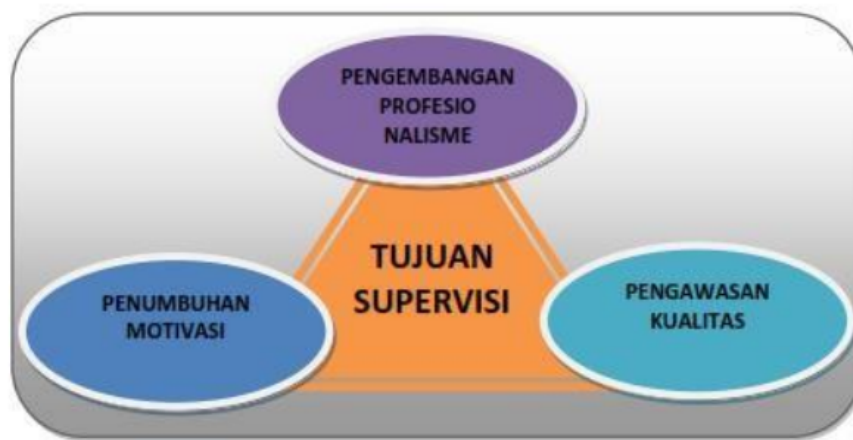 PENGEMBANGAN
PROFESIO
NALISME
TUJUAN
SUPERVISI
PENUMBUHAN
MOTIVASI
PENGAWASAN
KUALITAS